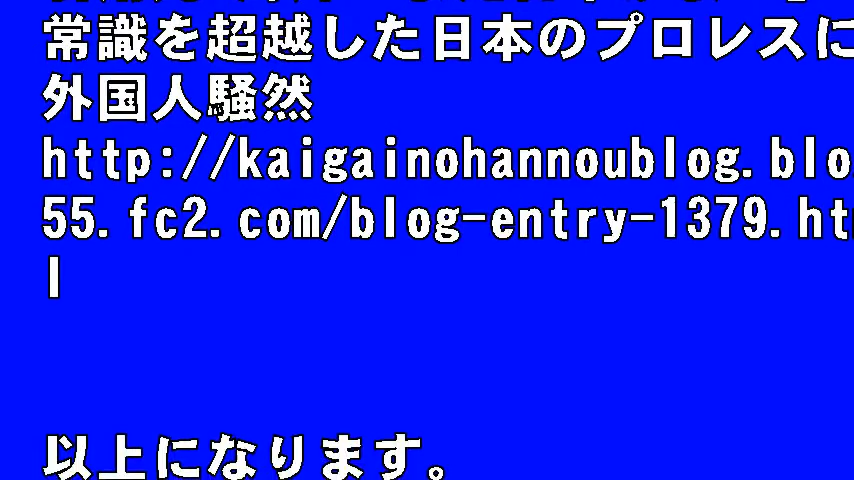 常識を超越した日本のプロレスに
外国人騒然
http://kaigainohannoublog.blo
55.fc2.com/blog-entry-1379.ht
l
以上になります。